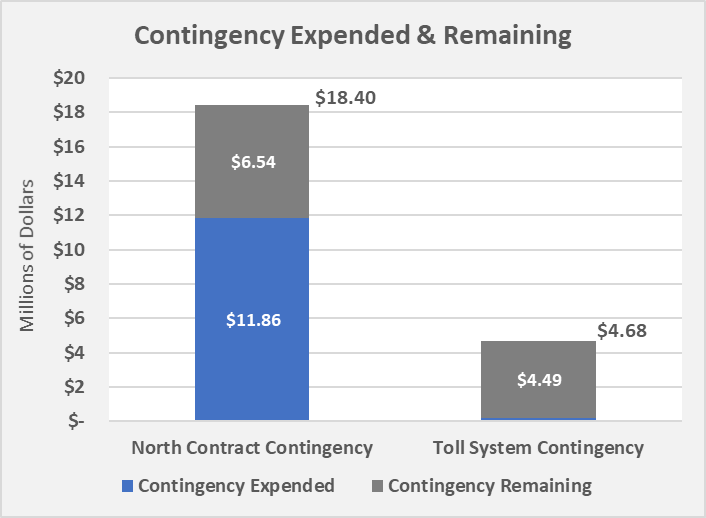 Contingency Expended & Remaining
$20
$18
$16
$14
$12
$10
$8
$6
$4
$2
$-
Millions of Dollars
$18.40
$6.54
$11.86
$4.68
$4.49
North Contract Contingency
Toll System Contingency
Contingency Expended
Contingency Remaining